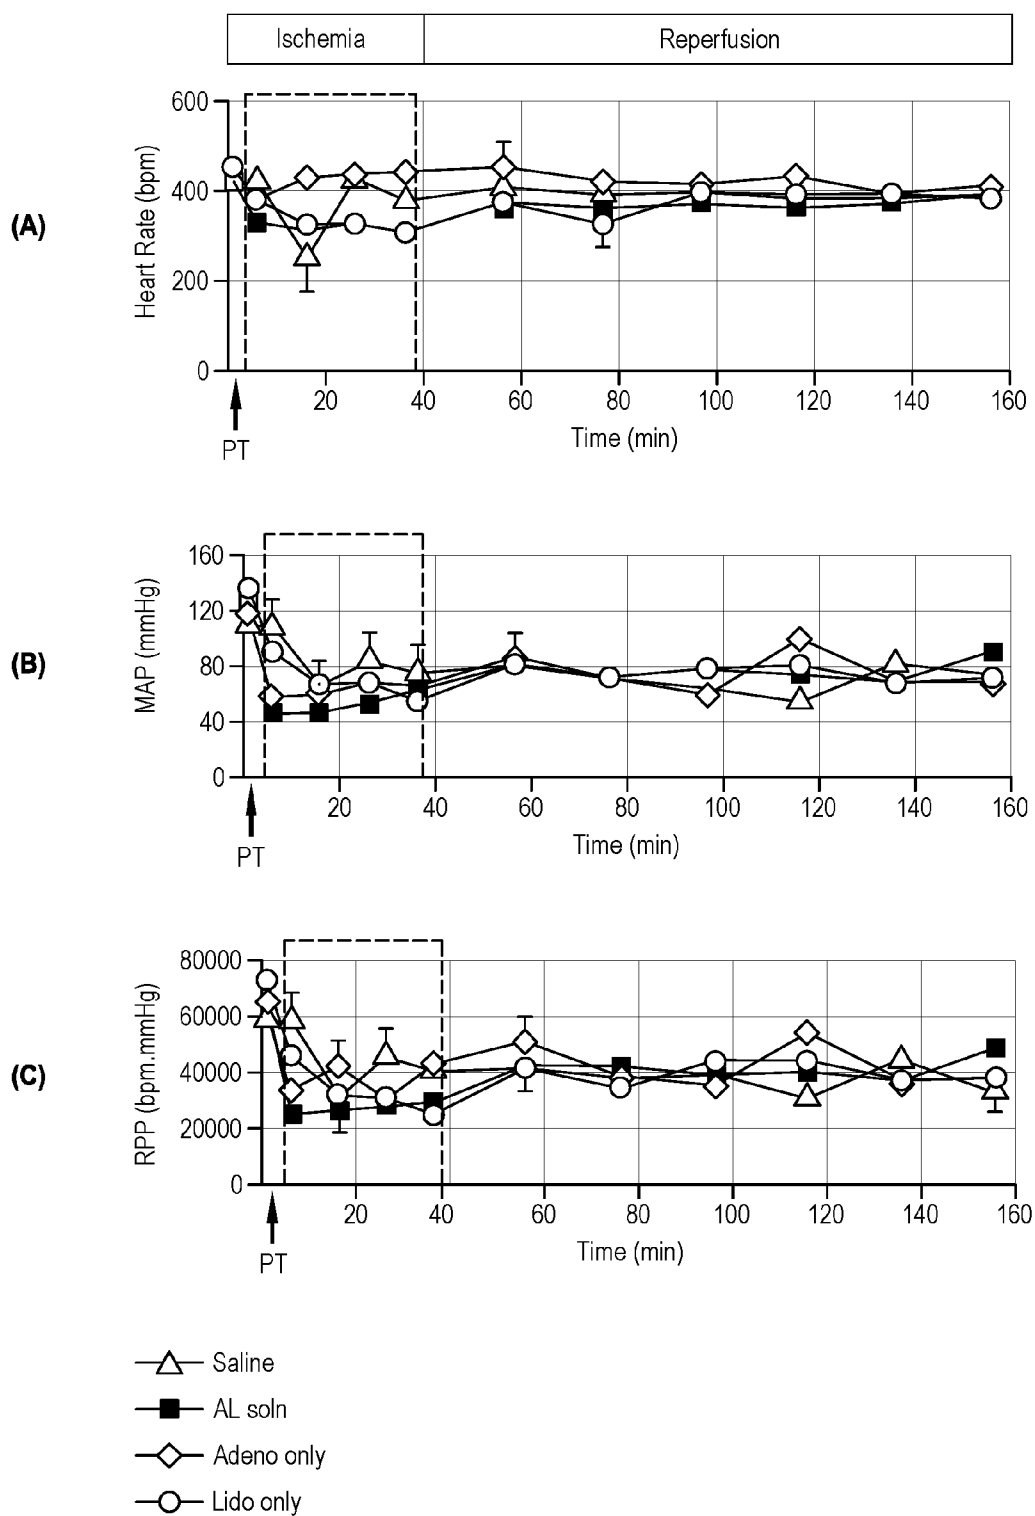 Ischemia Reperfusion
(A)
Heart Rate (bpm)
600
400
200
0
20 40 60 80 100 120 140 160
Time (min)
PT
(B)
MAP (mmHg)
160
120
80
40
0
20 40 60 80 100 120 140 160
Time (min)
PT
(C)
RPP (bpm.mmHg)
80000
60000
40000
20000
0
20 40 60 80 100 120 140 160
Time (min)
PT
Saline
AL soln
Adeno only
Lido only